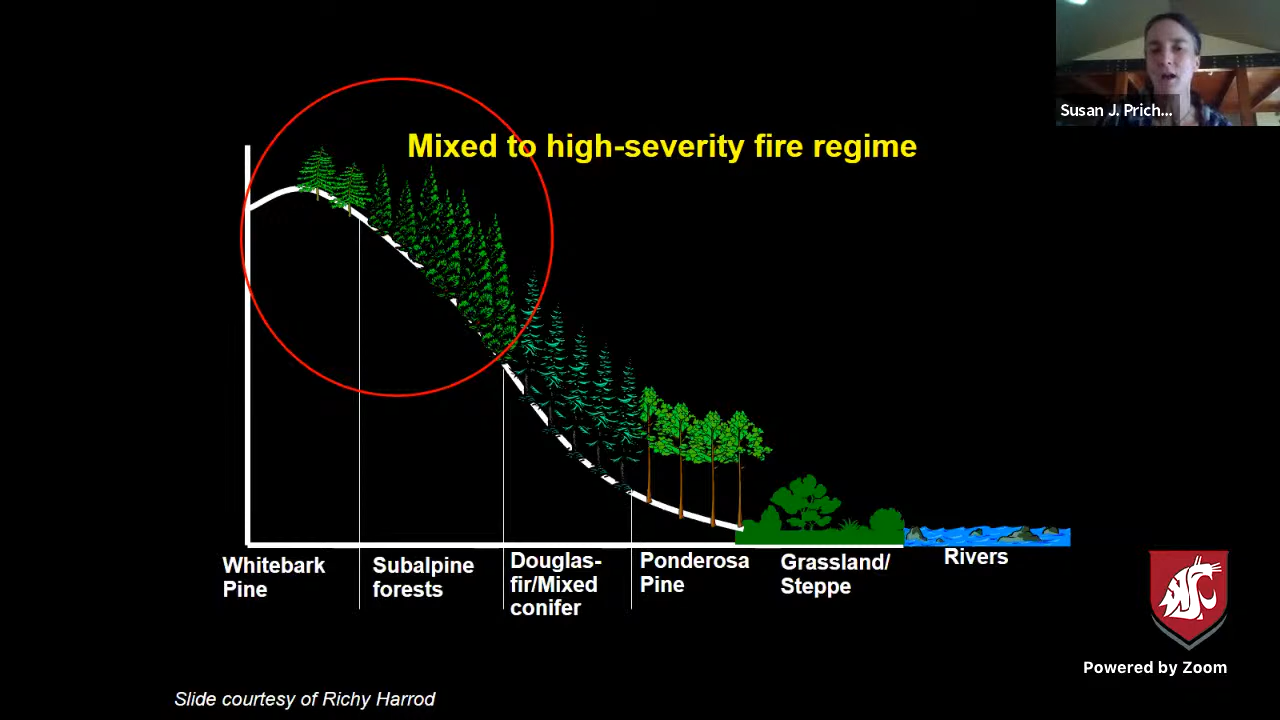 Susan J. Prich...
Mixed to high-severity fire regime
Whitebark
Pine
Subalpine
forests
Douglas-
fir/Mixed
conifer
Ponderosa
Pine
Grassland/
Steppe
Rivers
Powered by Zoom
Slide courtesy of Richy Harrod